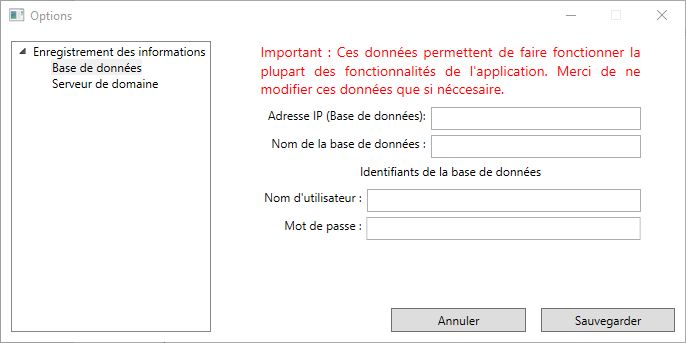 Options
Enregistrement des informations
Base de données
Serveur de domaine
Important : Ces données permettent de faire fonctionner la
plupart des fonctionnalités de l'application. Merci de ne
modifier ces données que si néccesaire.
Adresse IP (Base de données):
Nom de la base de données :
Identifiants de la base de données
Nom d'utilisateur :
Mot de passe :
Annuler
Sauvegarder